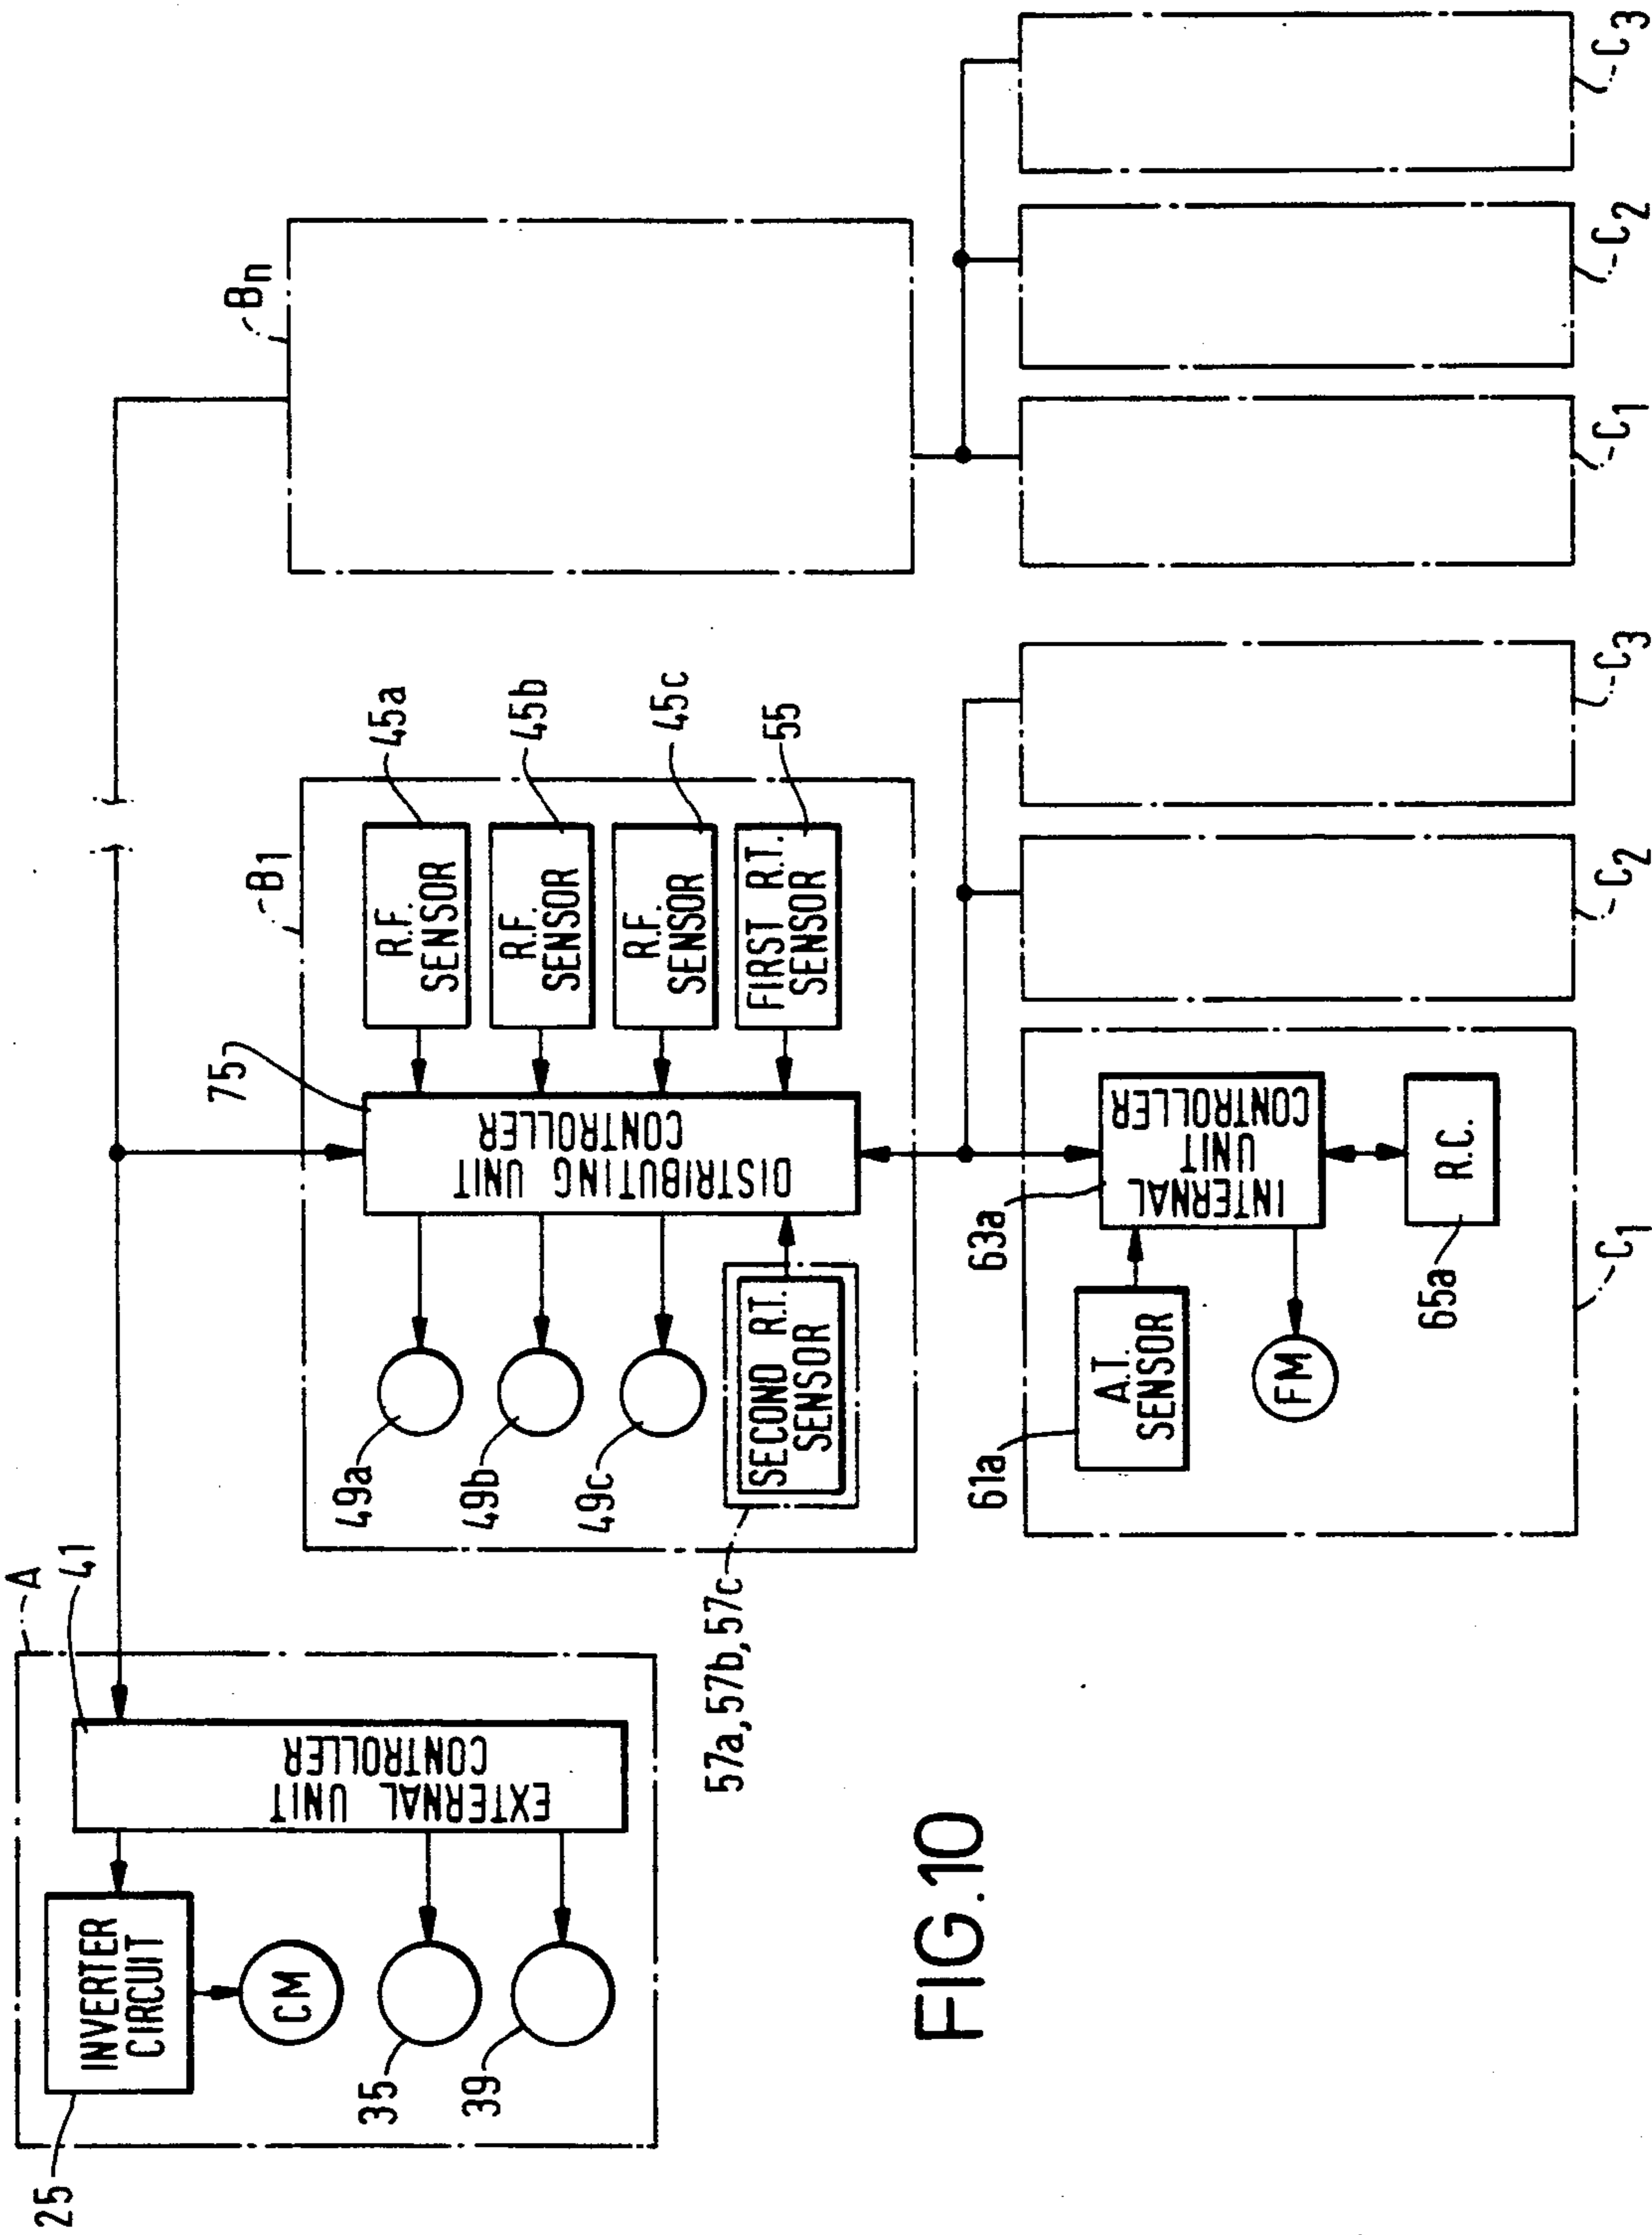 A
41
EXTERNAL UNIT
CONTROLLER
INVERTER
CIRCUIT
25
CM
35
39
B1
75
DISTRIBUTING UNIT
CONTROLLER
R.F.
SENSOR
45a
R.F.
SENSOR
45b
R.F.
SENSOR
45c
FIRST R.T.
SENSOR
55
49a
49b
49c
SECOND R.T.
SENSOR
57a, 57b, 57c
Bn
63a
INTERNAL
UNIT
CONTROLLER
A.T.
SENSOR
61a
FM
R.C.
65a
C1
C2
C3
C1
C2
C3
FIG.10